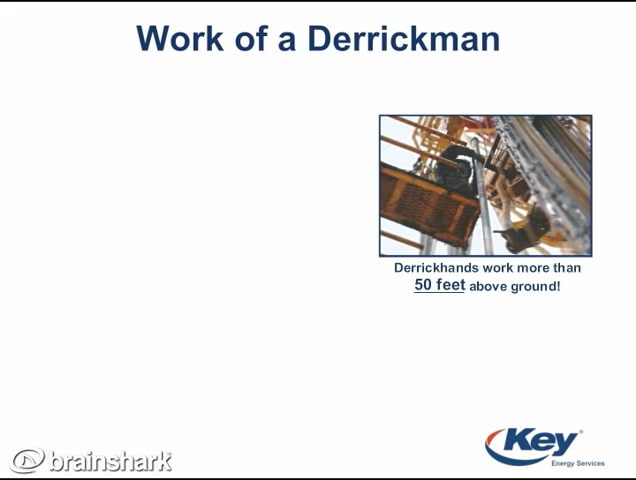 Work of a Derrickman
Derrickhands work more than
50 feet above ground!
Key®
Energy Services
brainshark